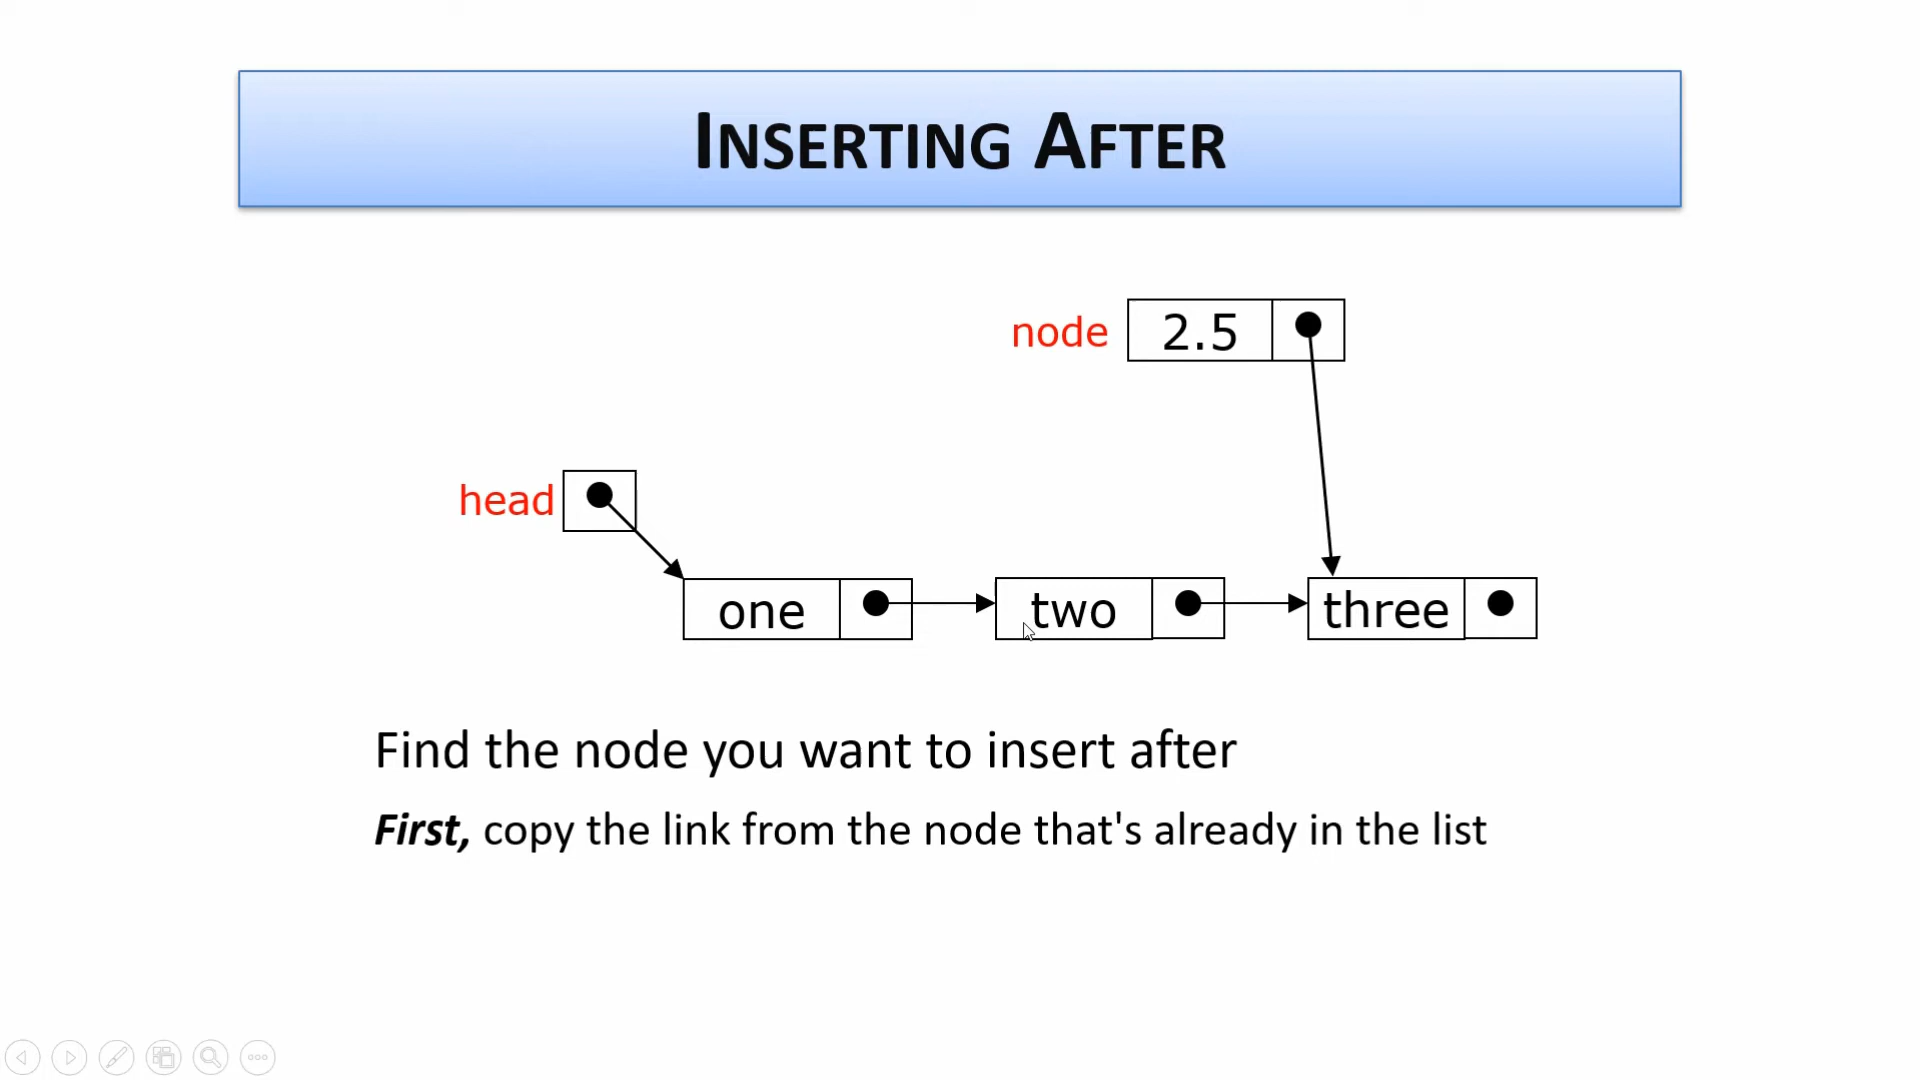 INSERTING AFTER
node 2.5
head
one two three
Find the node you want to insert after
First, copy the link from the node that's already in the list